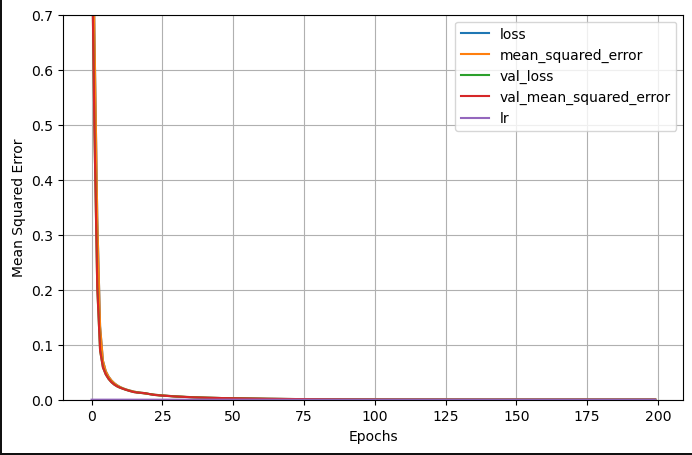 0.7
0.6
0.5
0.4
0.3
0.2
0.1
0.0
Mean Squared Error
loss
mean_squared_error
val_loss
val_mean_squared_error
lr
0 25 50 75 100 125 150 175 200
Epochs